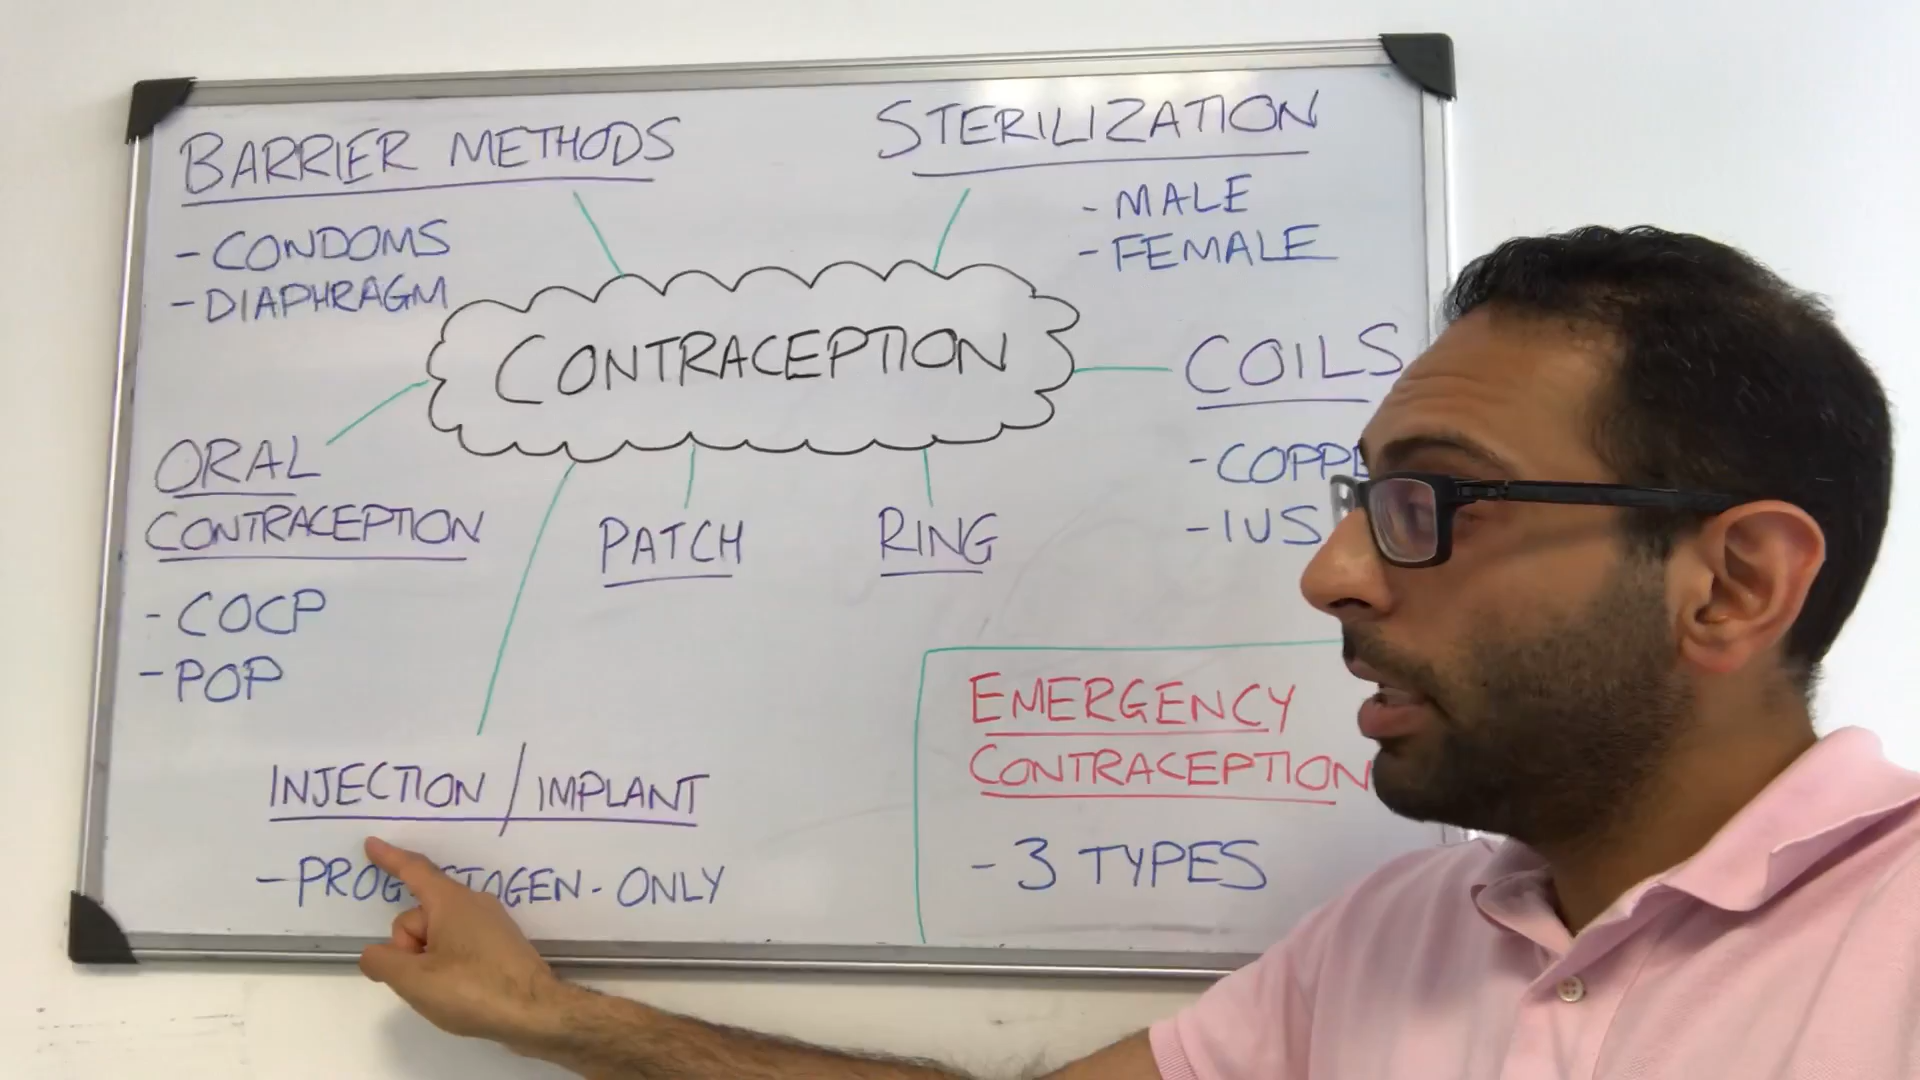 BARRIER METHODS
- CONDOMS
- DIAPHRAGM
STERILIZATION
- MALE
- FEMALE
CONTRACEPTION
COILS
- IUS
ORAL
CONTRACEPTION
- COCP
- POP
PATCH
RING
INJECTION / IMPLANT
- ONLY
EMERGENCY
CONTRACEPTION
- 3 TYPES